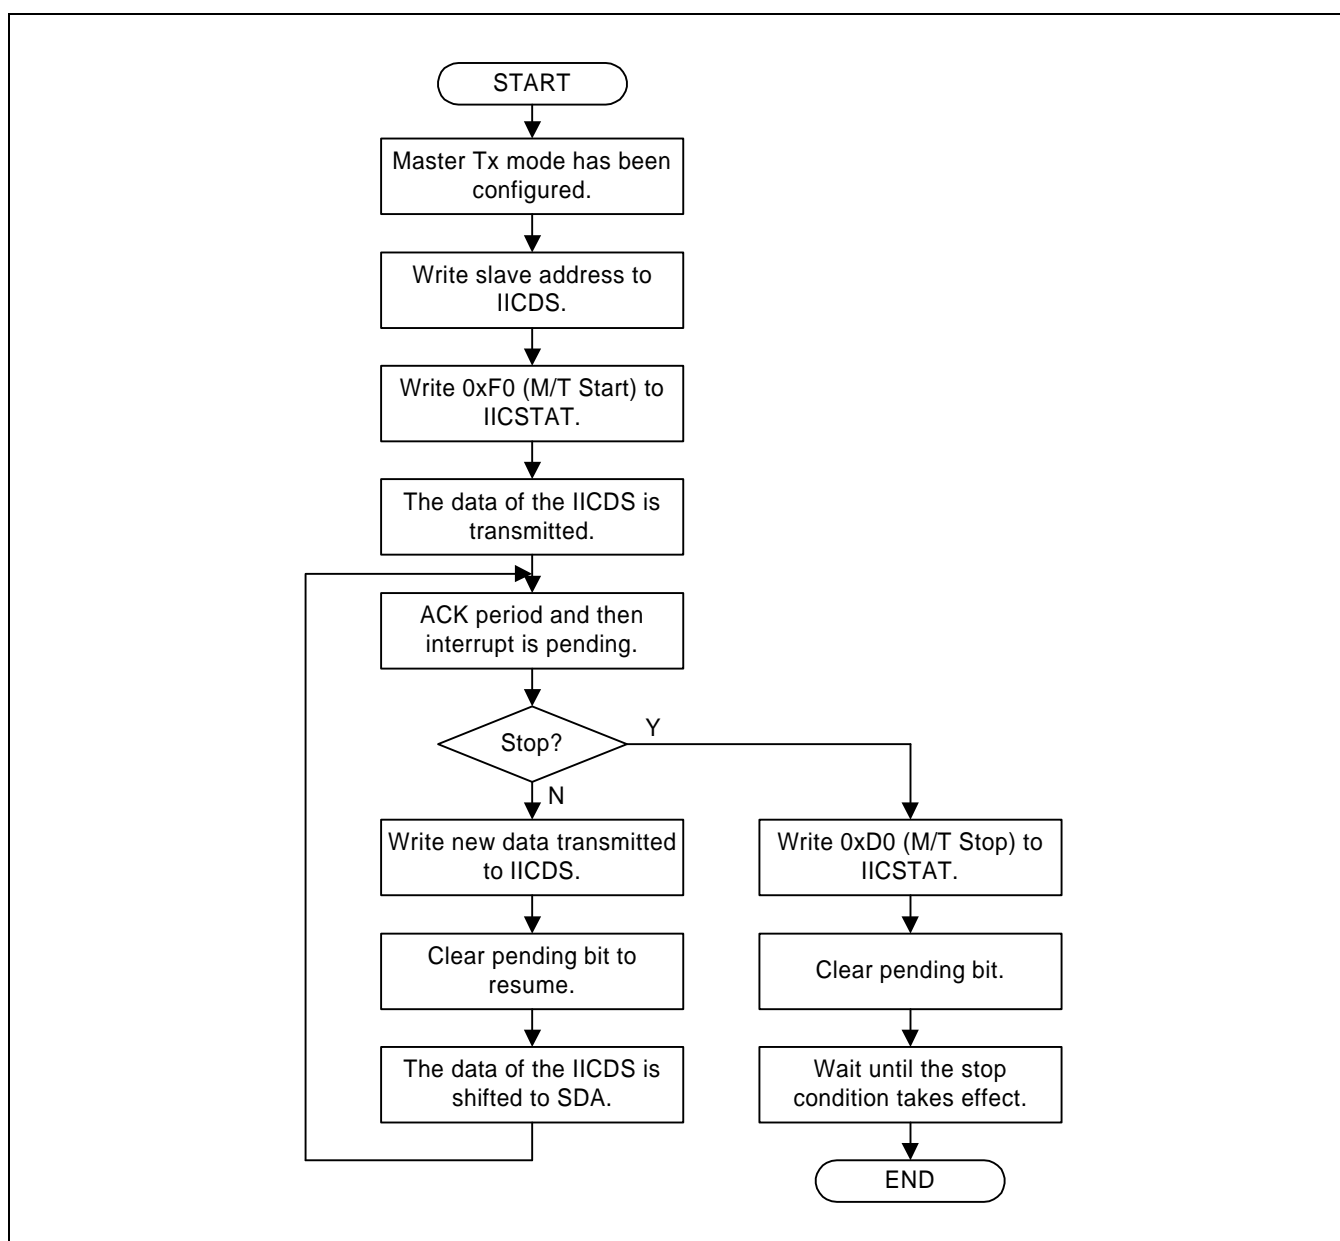 START
Master Tx mode has been
configured.
Write slave address to
IICDS.
Write 0xF0 (M/T Start) to
IICSTAT.
The data of the IICDS is
transmitted.
ACK period and then
interrupt is pending.
Stop?
Y
N
Write new data transmitted
to IICDS.
Clear pending bit to
resume.
The data of the IICDS is
shifted to SDA.
Write 0xD0 (M/T Stop) to
IICSTAT.
Clear pending bit.
Wait until the stop
condition takes effect.
END